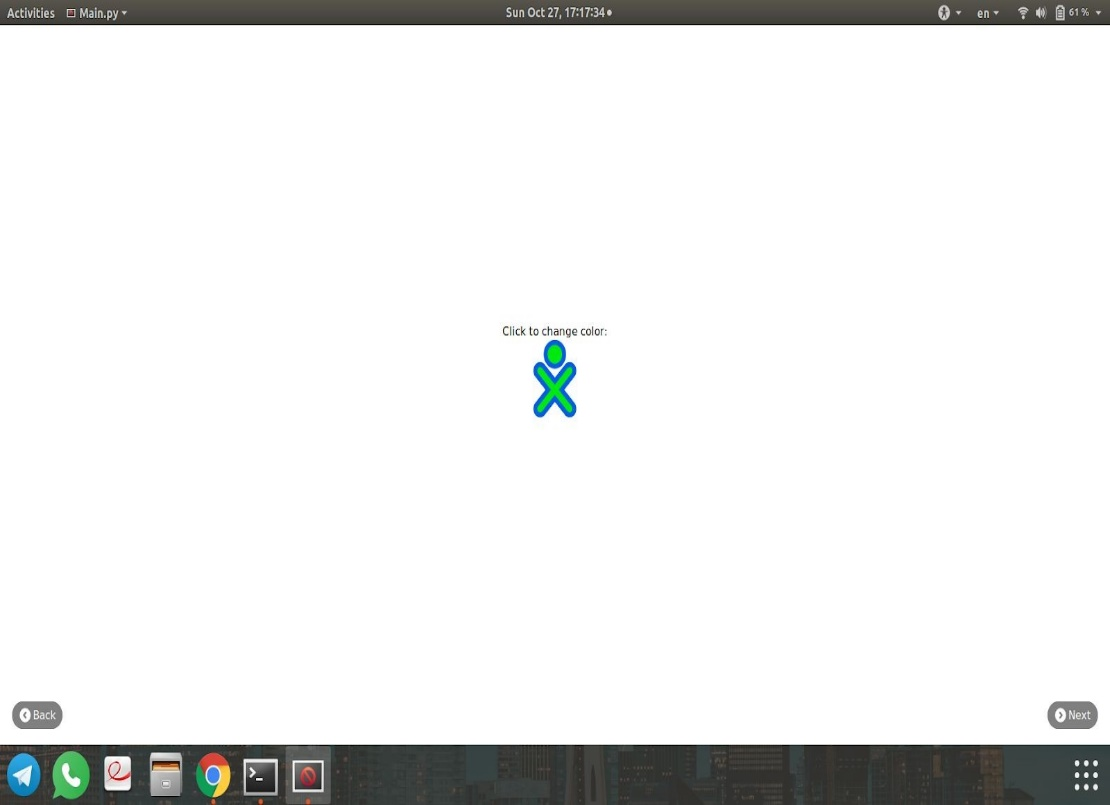 Activities Main.py Sun Oct 27, 17:17:34 en 61 %
Click to change color:
Back Next